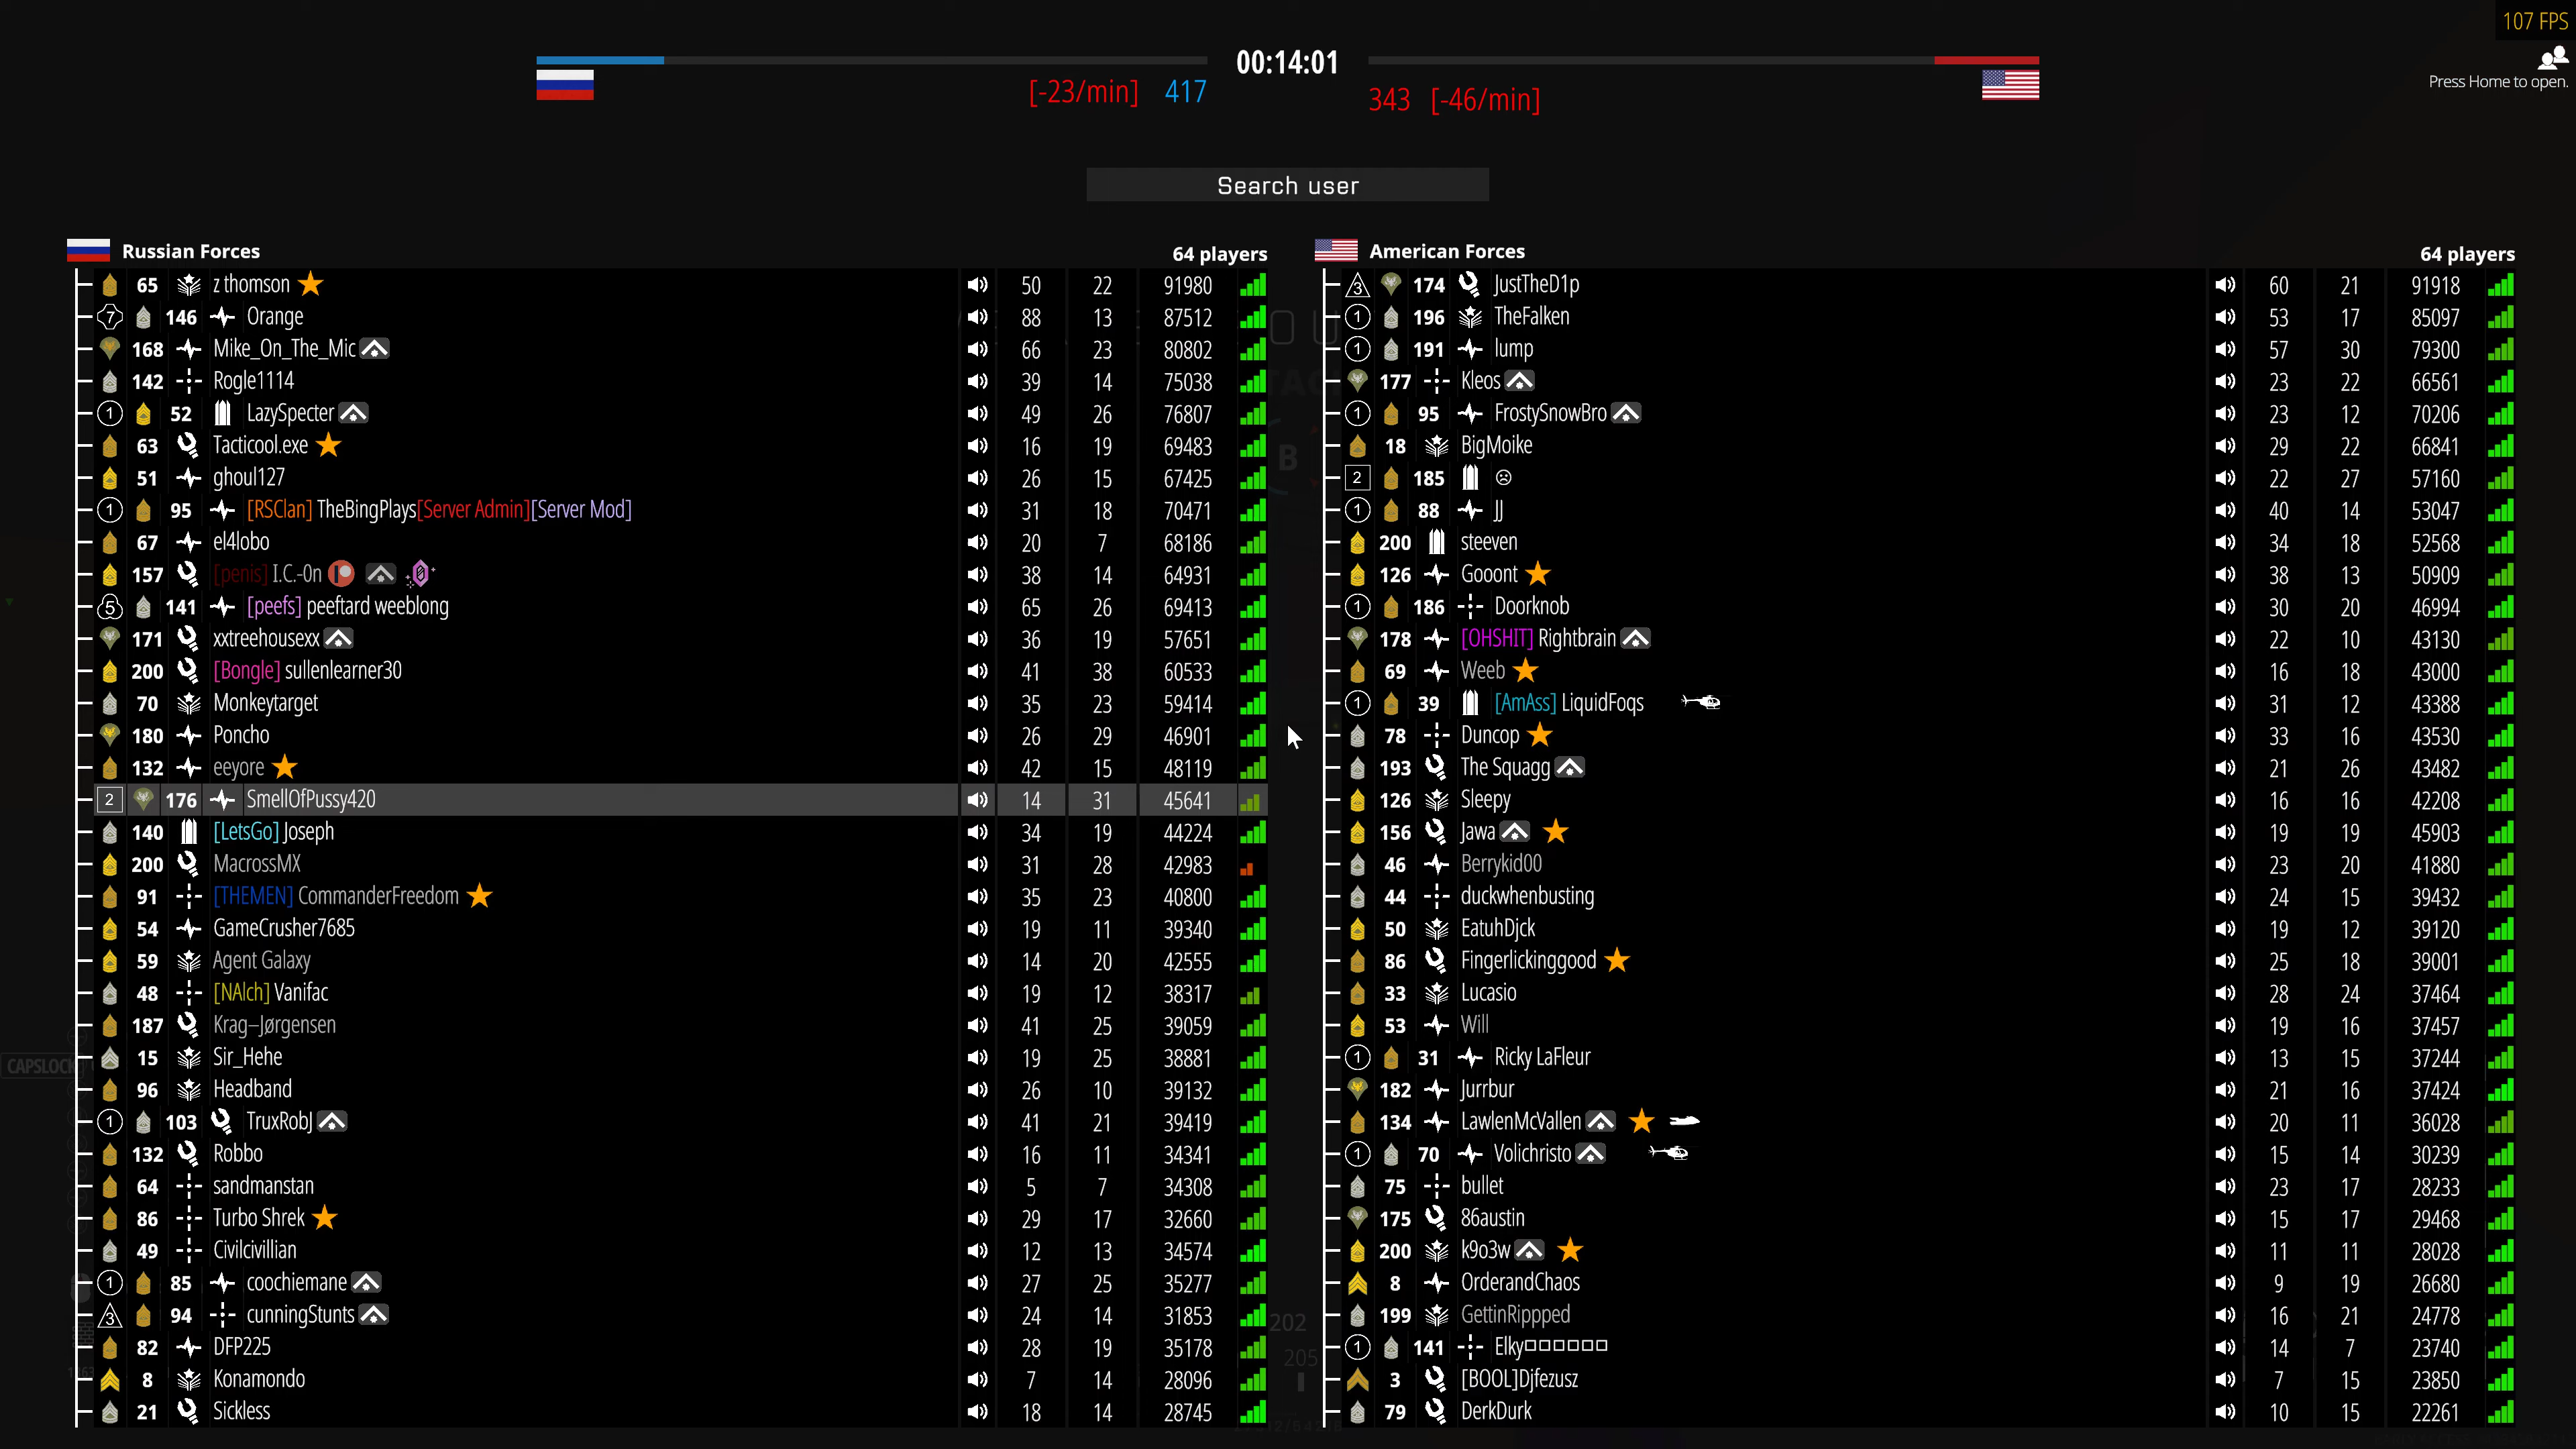 107 FPS
Press Home to open.
00:14:01
[-23/min] 417
343 [-46/min]
Search user
Russian Forces 64 players
65 z thomson 50 22 91980
7 146 Orange 88 13 87512
168 Mike_On_The_Mic 66 23 80802
142 Rogle1114 39 14 75038
1 52 LazySpecter 49 26 76807
63 Tacticool.exe 16 19 69483
51 ghoul127 26 15 67425
1 95 [RSClan] TheBingPlays[Server Admin][Server Mod] 31 18 70471
67 el4lobo 20 7 68186
157 [penis] I.C.-0n 38 14 64931
5 141 [peefs] peeftard weeblong 65 26 69413
171 xxtreehousexx 36 19 57651
200 [Bongle] sullenlearner30 41 38 60533
70 Monkeytarget 35 23 59414
180 Poncho 26 29 46901
132 eeyore 42 15 48119
2 176 SmellOfPussy420 14 31 45641
140 [LetsGo] Joseph 34 19 44224
200 MacrossMX 31 28 42983
91 [THEMEN] CommanderFreedom 35 23 40800
54 GameCrusher7685 19 11 39340
59 Agent Galaxy 14 20 42555
48 [NAlch] Vanifac 19 12 38317
187 Krag–Jørgensen 41 25 39059
15 Sir_Hehe 19 25 38881
96 Headband 26 10 39132
1 103 TruxRobJ 41 21 39419
132 Robbo 16 11 34341
64 sandmanstan 5 7 34308
86 Turbo Shrek 29 17 32660
49 Civilcivillian 12 13 34574
1 85 coochiemane 27 25 35277
3 94 cunningStunts 24 14 31853
82 DFP225 28 19 35178
8 Konamondo 7 14 28096
21 Sickless 18 14 28745
American Forces 64 players
3 174 JustTheD1p 60 21 91918
1 196 TheFalken 53 17 85097
1 191 lump 57 30 79300
177 Kleos 23 22 66561
1 95 FrostySnowBro 23 12 70206
18 BigMoike 29 22 66841
2 185 ☹ 22 27 57160
1 88 JJ 40 14 53047
200 steeven 34 18 52568
126 Gooont 38 13 50909
1 186 Doorknob 30 20 46994
178 [OHSHIT] Rightbrain 22 10 43130
69 Weeb 16 18 43000
1 39 [AmAss] LiquidFoqs 31 12 43388
78 Duncop 33 16 43530
193 The Squagg 21 26 43482
126 Sleepy 16 16 42208
156 Jawa 19 19 45903
46 Berrykid00 23 20 41880
44 duckwhenbusting 24 15 39432
50 EatuhDjck 19 12 39120
86 Fingerlickinggood 25 18 39001
33 Lucasio 28 24 37464
53 Will 19 16 37457
1 31 Ricky LaFleur 13 15 37244
182 Jurrbur 21 16 37424
134 LawlenMcVallen 20 11 36028
1 70 Volichristo 15 14 30239
75 bullet 23 17 28233
175 86austin 15 17 29468
200 k9o3w 11 11 28028
8 OrderandChaos 9 19 26680
199 GettinRippped 16 21 24778
1 141 Elky□□□□□□ 14 7 23740
3 [BOOL]Djfezusz 7 15 23850
79 DerkDurk 10 15 22261
CAPSLOCK
B
202
205